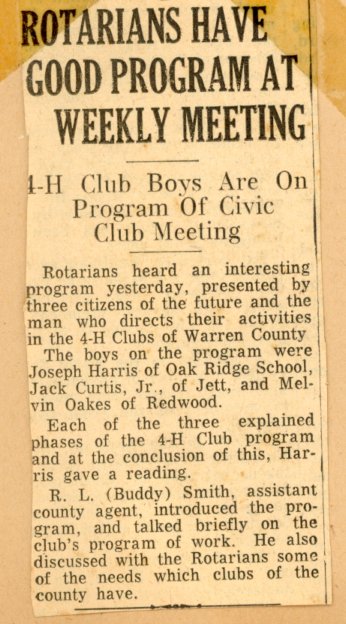 ROTARIANS HAVE
GOOD PROGRAM AT
WEEKLY MEETING
4-H Club Boys Are On
Program Of Civic
Club Meeting
Rotarians heard an interesting
program yesterday, presented by
three citizens of the future and the
man who directs their activities
in the 4-H Clubs of Warren County
The boys on the program were
Joseph Harris of Oak Ridge School,
Jack Curtis, Jr., of Jett, and Mel-
vin Oakes of Redwood.
Each of the three explained
phases of the 4-H Club program
and at the conclusion of this, Har-
ris gave a reading.
R. L. (Buddy) Smith, assistant
county agent, introduced the pro-
gram, and talked briefly on the
club's program of work. He also
discussed with the Rotarians some
of the needs which clubs of the
county have.